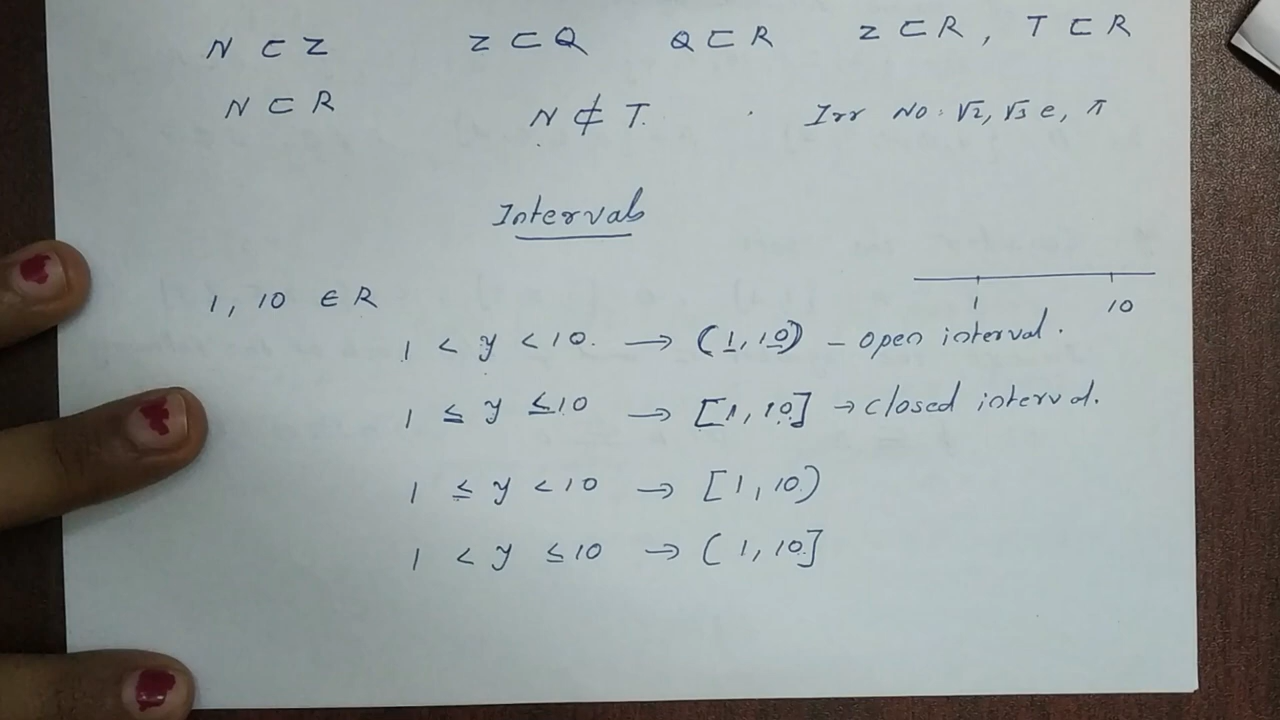 N ⊂ Z Z ⊂ Q Q ⊂ R Z ⊂ R, T ⊂ R
N ⊂ R N ⊄ T. Irr No: √2, √3 e, π
Intervals
1, 10 ∈ R
1 10
1 < y < 10. → (1, 10) - open interval.
1 ≤ y ≤ 10 → [1, 10] → closed interval.
1 ≤ y < 10 → [1, 10)
1 < y ≤ 10 → (1, 10]